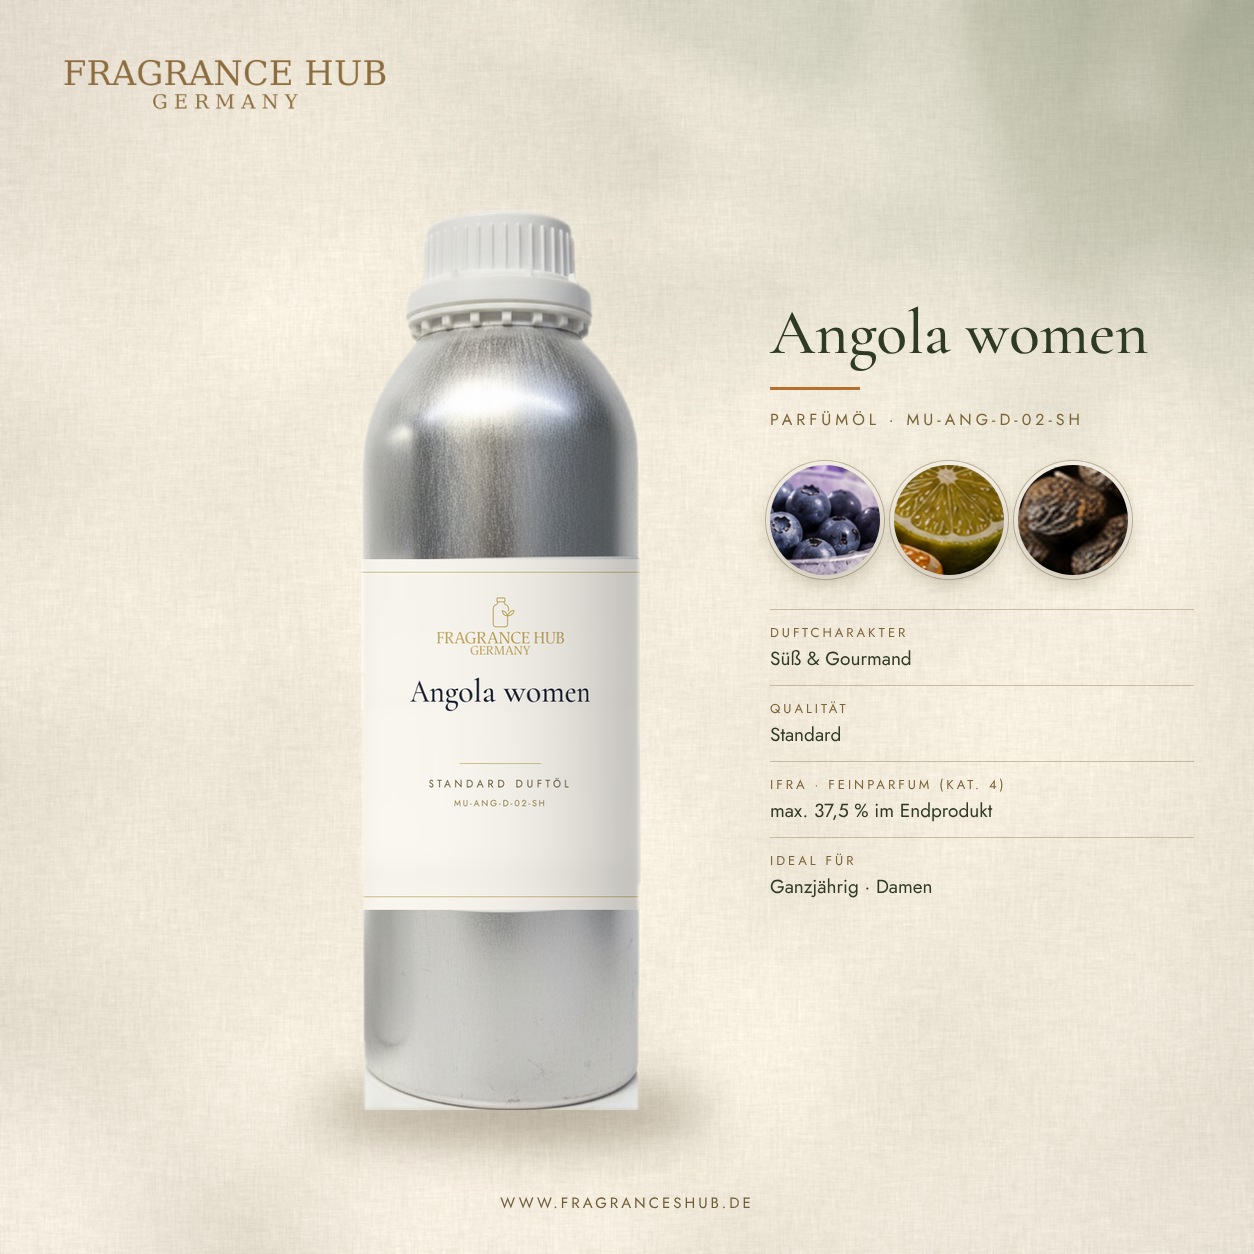 FRAGRANCE HUB
GERMANY
Angola women
PARFÜMÖL · MU-ANG-D-02-SH
DUFTCHARAKTER
Süß & Gourmand
QUALITÄT
Standard
IFRA · FEINPARFUM (KAT. 4)
max. 37,5 % im Endprodukt
IDEAL FÜR
Ganzjährig · Damen
FRAGRANCE HUB
GERMANY
Angola women
STANDARD DUFTÖL
MU-ANG-D-02-SH
WWW.FRAGRANCESHUB.DE